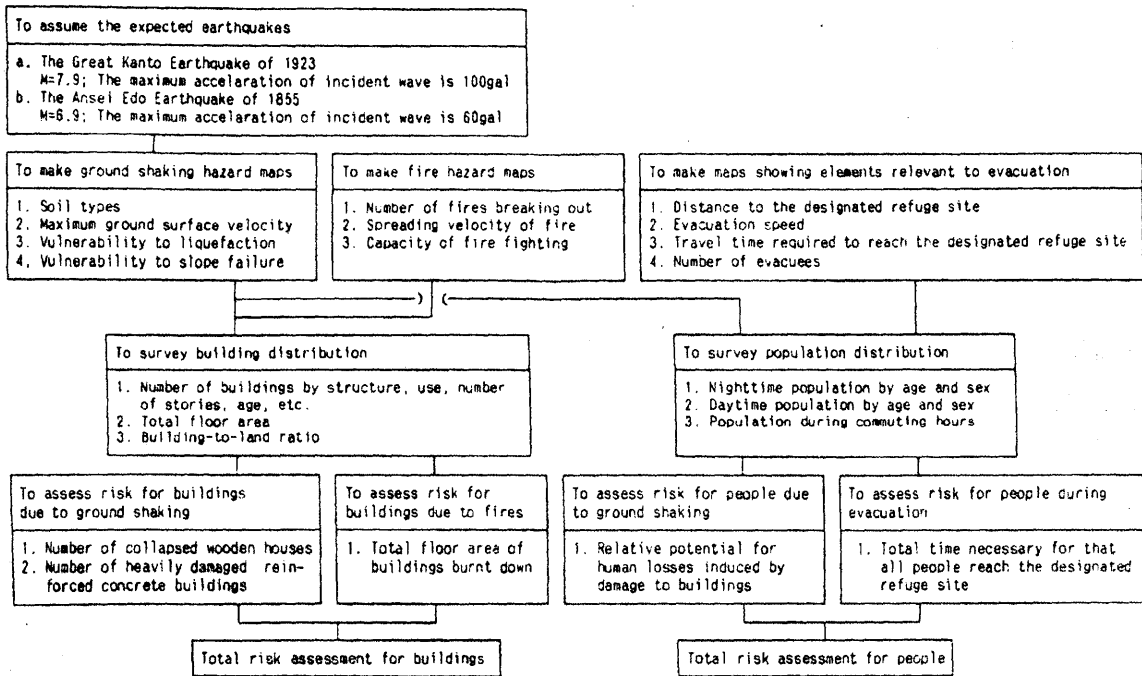 To assume the expected earthquakes
a. The Great Kanto Earthquake of 1923
M=7.9; The maximum accelaration of incident wave is 100gal
b. The Ansei Edo Earthquake of 1855
M=6.9; The maximum accelaration of incident wave is 60gal
To make ground shaking hazard maps
1. Soil types
2. Maximum ground surface velocity
3. Vulnerability to liquefaction
4. Vulnerability to slope failure
To make fire hazard maps
1. Number of fires breaking out
2. Spreading velocity of fire
3. Capacity of fire fighting
To make maps showing elements relevant to evacuation
1. Distance to the designated refuge site
2. Evacuation speed
3. Travel time required to reach the designated refuge site
4. Number of evacuees
To survey building distribution
1. Number of buildings by structure, use, number
of stories, age, etc.
2. Total floor area
3. Building-to-land ratio
To survey population distribution
1. Nighttime population by age and sex
2. Daytime population by age and sex
3. Population during commuting hours
To assess risk for buildings
due to ground shaking
1. Number of collapsed wooden houses
2. Number of heavily damaged rein-
forced concrete buildings
To assess risk for
buildings due to fires
1. Total floor area of
buildings burnt down
To assess risk for people due
to ground shaking
1. Relative potential for
human losses induced by
damage to buildings
To assess risk for people during
evacuation
1. Total time necessary for that
all people reach the designated
refuge site
Total risk assessment for buildings
Total risk assessment for people